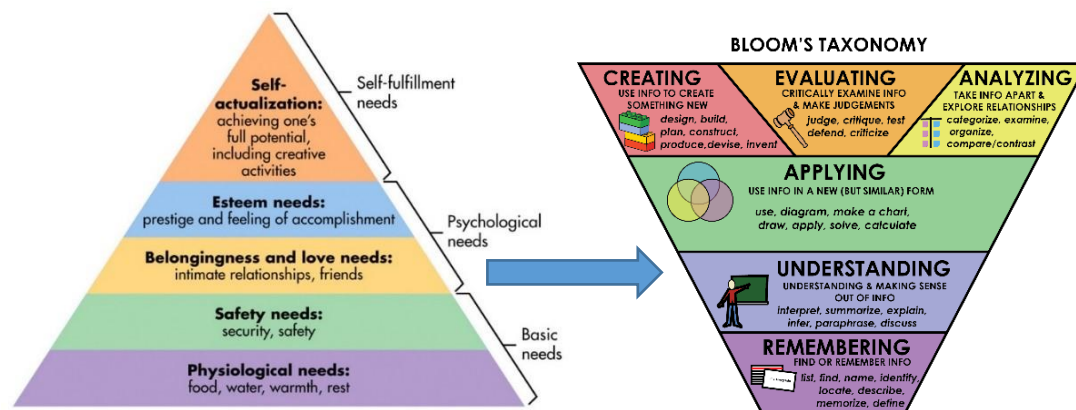 Self-
actualization:
achieving one's
full potential,
including creative
activities
Esteem needs:
prestige and feeling of accomplishment
Belongingness and love needs:
intimate relationships, friends
Safety needs:
security, safety
Physiological needs:
food, water, warmth, rest
Self-fulfillment
needs
Psychological
needs
Basic
needs
BLOOM'S TAXONOMY
CREATING
USE INFO TO CREATE
SOMETHING NEW
design, build,
plan, construct,
produce,devise, invent
EVALUATING
CRITICALLY EXAMINE INFO
& MAKE JUDGEMENTS
judge, critique, test
defend, criticize
ANALYZING
TAKE INFO APART &
EXPLORE RELATIONSHIPS
categorize, examine,
organize,
compare/contrast
APPLYING
USE INFO IN A NEW (BUT SIMILAR) FORM
use, diagram, make a chart,
draw, apply, solve, calculate
UNDERSTANDING
UNDERSTANDING & MAKING SENSE
OUT OF INFO
interpret, summarize, explain,
infer, paraphrase, discuss
REMEMBERING
FIND OR REMEMBER INFO
list, find, name, identify,
locate, describe,
memorize, define